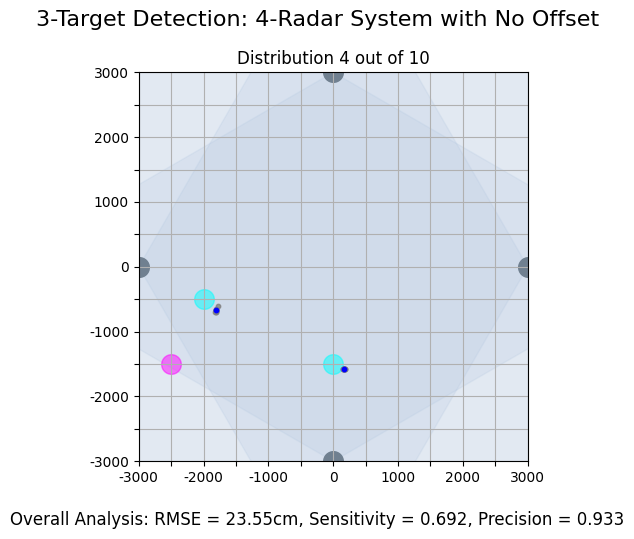 3-Target Detection: 4-Radar System with No Offset
Distribution 4 out of 10
3000
2000
1000
0
-1000
-2000
-3000
-3000 -2000 -1000 0 1000 2000 3000
Overall Analysis: RMSE = 23.55cm, Sensitivity = 0.692, Precision = 0.933